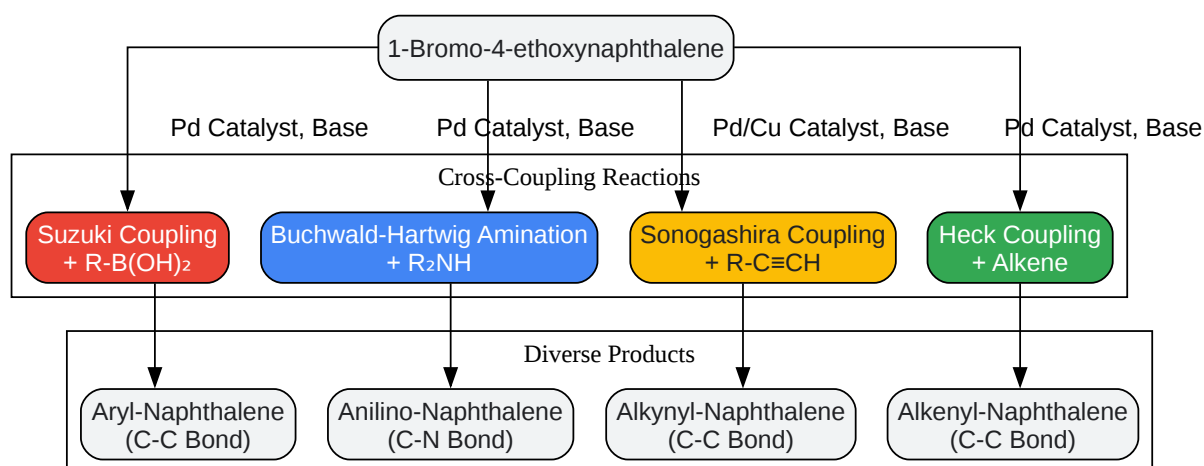 1-Bromo-4-ethoxynaphthalene
Pd Catalyst, Base
Pd Catalyst, Base
Pd/Cu Catalyst, Base
Pd Catalyst, Base
Cross-Coupling Reactions
Suzuki Coupling
+ R-B(OH)₂
Buchwald-Hartwig Amination
+ R₂NH
Sonogashira Coupling
+ R-C≡CH
Heck Coupling
+ Alkene
Diverse Products
Aryl-Naphthalene
(C-C Bond)
Anilino-Naphthalene
(C-N Bond)
Alkynyl-Naphthalene
(C-C Bond)
Alkenyl-Naphthalene
(C-C Bond)